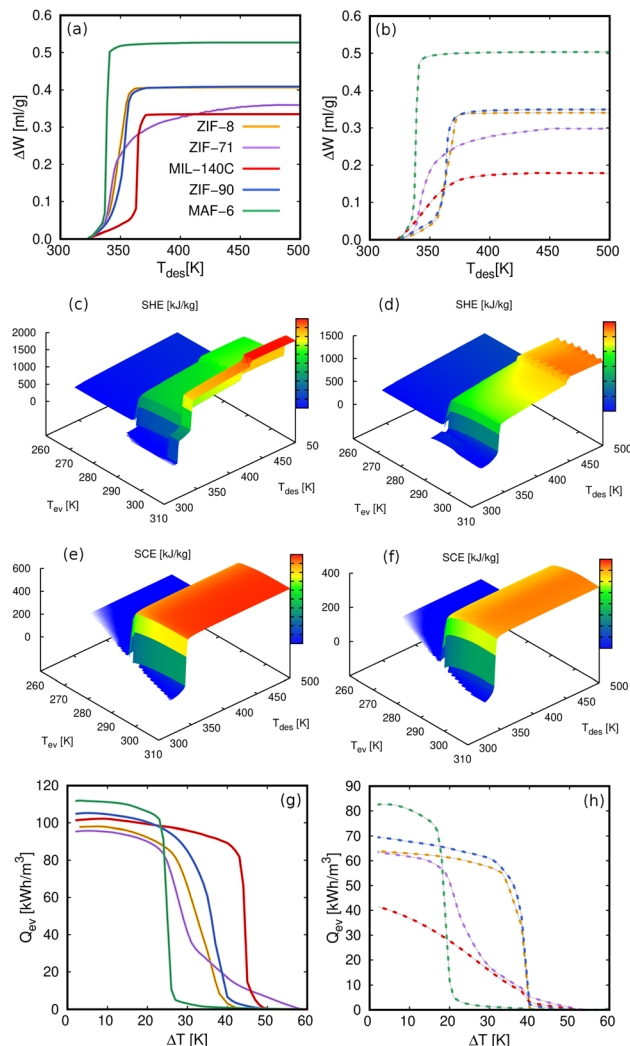 (a)
0.6
0.5
0.4
0.3
0.2
0.1
0.0
ΔW [ml/g]
ZIF-8
ZIF-71
MIL-140C
ZIF-90
MAF-6
300 350 400 450 500
T_des[K]
(b)
0.6
0.5
0.4
0.3
0.2
0.1
0.0
ΔW [ml/g]
300 350 400 450 500
T_des[K]
(c)
SHE [kJ/kg]
2000
1500
1000
500
0
260
270
280
290
300
310
T_ev [K]
300
350
400
450
50
T_des [K]
(d)
SHE [kJ/kg]
1500
1000
500
0
260
270
280
290
300
310
T_ev [K]
300
350
400
450
500
T_des [K]
(e)
SCE [kJ/kg]
600
400
200
0
260
270
280
290
300
310
T_ev [K]
300
350
400
450
500
T_des [K]
(f)
SCE [kJ/kg]
400
200
0
260
270
280
290
300
310
T_ev [K]
300
350
400
450
500
T_des [K]
(g)
120
100
80
60
40
20
0
Q_ev [kWh/m³]
0 10 20 30 40 50 60
ΔT [K]
(h)
90
80
70
60
50
40
30
20
10
0
Q_ev [kWh/m³]
0 10 20 30 40 50 60
ΔT [K]